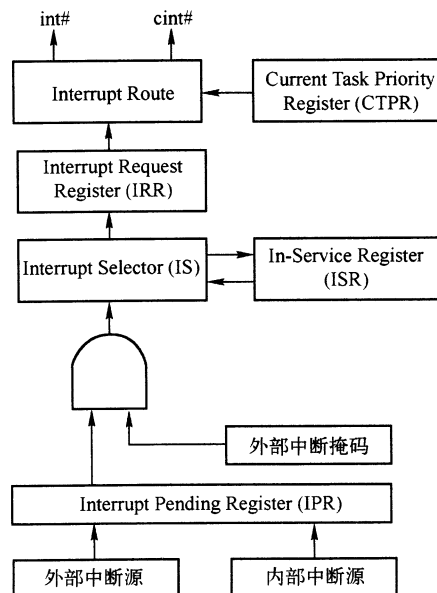 int#
cint#
Interrupt Route
Current Task Priority
Register (CTPR)
Interrupt Request
Register (IRR)
Interrupt Selector (IS)
In-Service Register
(ISR)
外部中断掩码
Interrupt Pending Register (IPR)
外部中断源
内部中断源